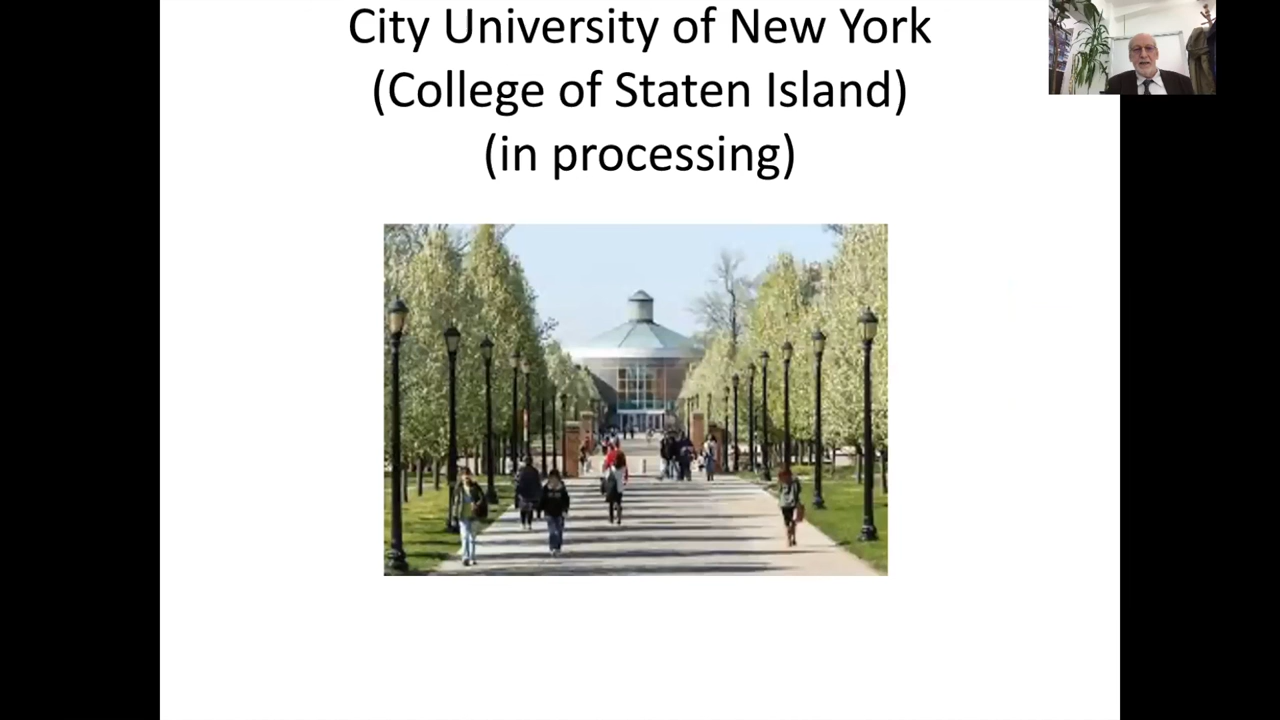 City University of New York
(College of Staten Island)
(in processing)